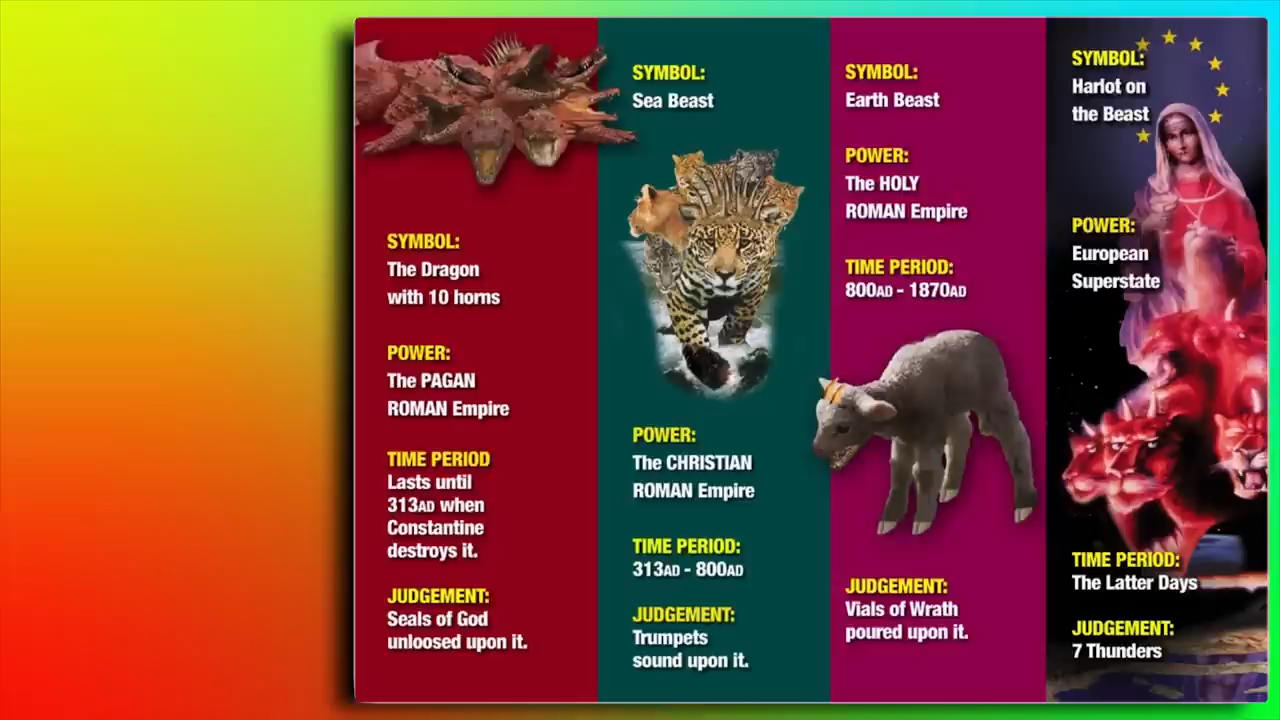 SYMBOL:
The Dragon
with 10 horns
POWER:
The PAGAN
ROMAN Empire
TIME PERIOD
Lasts until
313AD when
Constantine
destroys it.
JUDGEMENT:
Seals of God
unloosed upon it.
SYMBOL:
Sea Beast
POWER:
The CHRISTIAN
ROMAN Empire
TIME PERIOD:
313AD - 800AD
JUDGEMENT:
Trumpets
sound upon it.
SYMBOL:
Earth Beast
POWER:
The HOLY
ROMAN Empire
TIME PERIOD:
800AD - 1870AD
JUDGEMENT:
Vials of Wrath
poured upon it.
SYMBOL:
Harlot on
the Beast
POWER:
European
Superstate
TIME PERIOD:
The Latter Days
JUDGEMENT:
7 Thunders